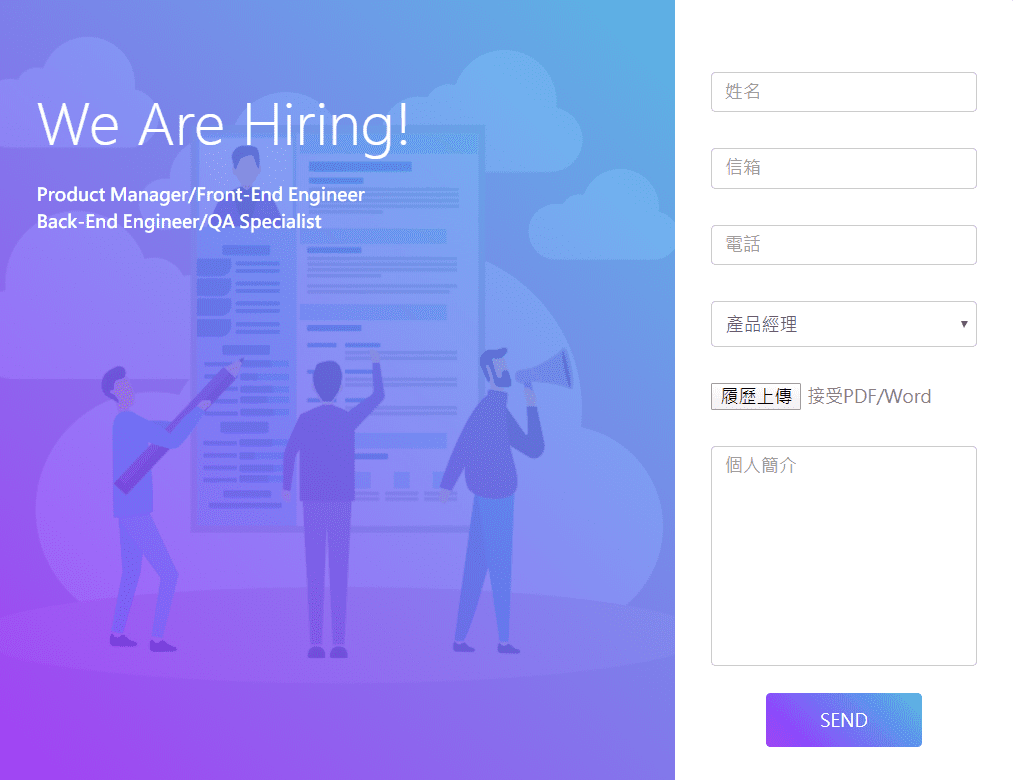 We Are Hiring!
Product Manager/Front-End Engineer
Back-End Engineer/QA Specialist
姓名
信箱
電話
產品經理
履歷上傳 接受PDF/Word
個人簡介
SEND